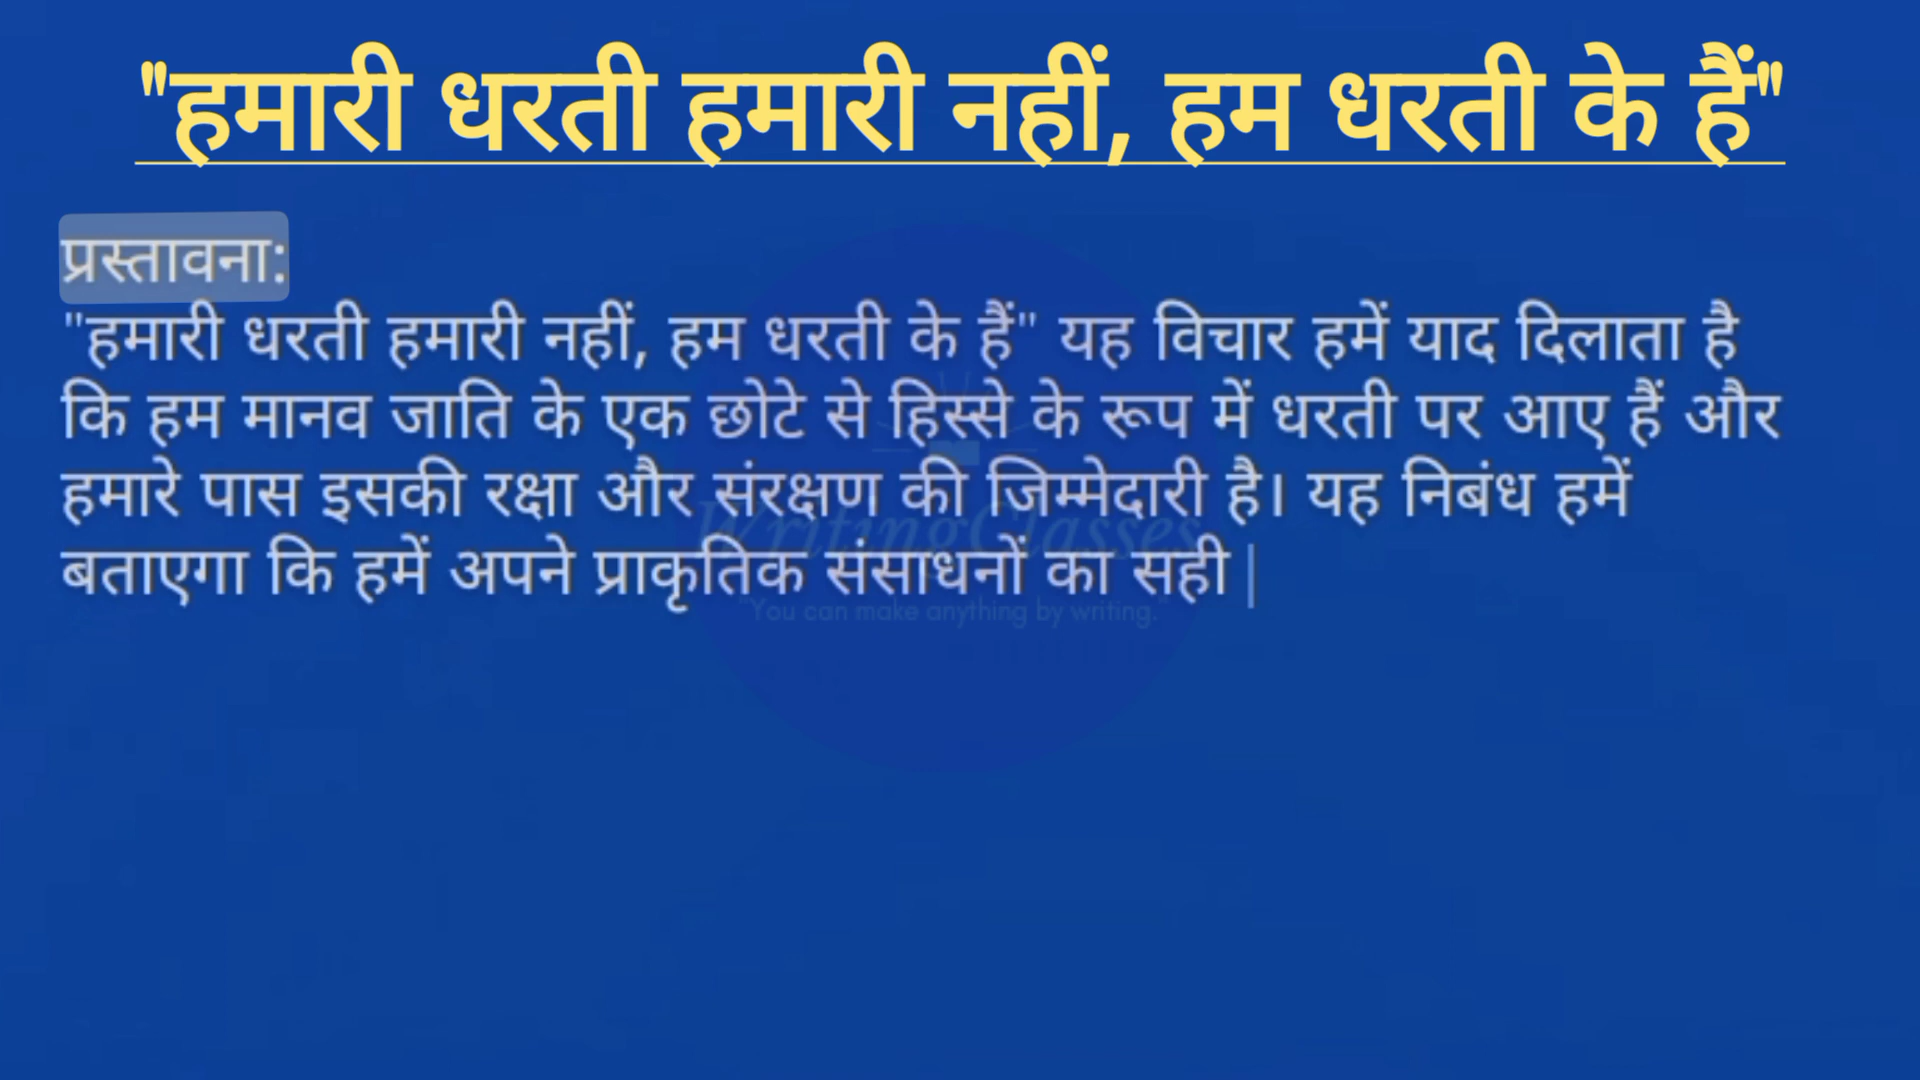 "हमारी धरती हमारी नहीं, हम धरती के हैं"
प्रस्तावना:
"हमारी धरती हमारी नहीं, हम धरती के हैं" यह विचार हमें याद दिलाता है
कि हम मानव जाति के एक छोटे से हिस्से के रूप में धरती पर आए हैं और
हमारे पास इसकी रक्षा और संरक्षण की जिम्मेदारी है। यह निबंध हमें
बताएगा कि हमें अपने प्राकृतिक संसाधनों का सही
WritingClasses
"You can make anything by writing."